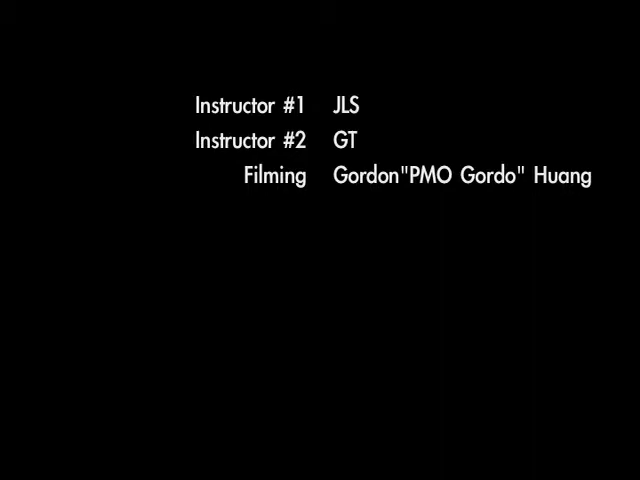 Instructor #1 JLS
Instructor #2 GT
Filming Gordon"PMO Gordo" Huang